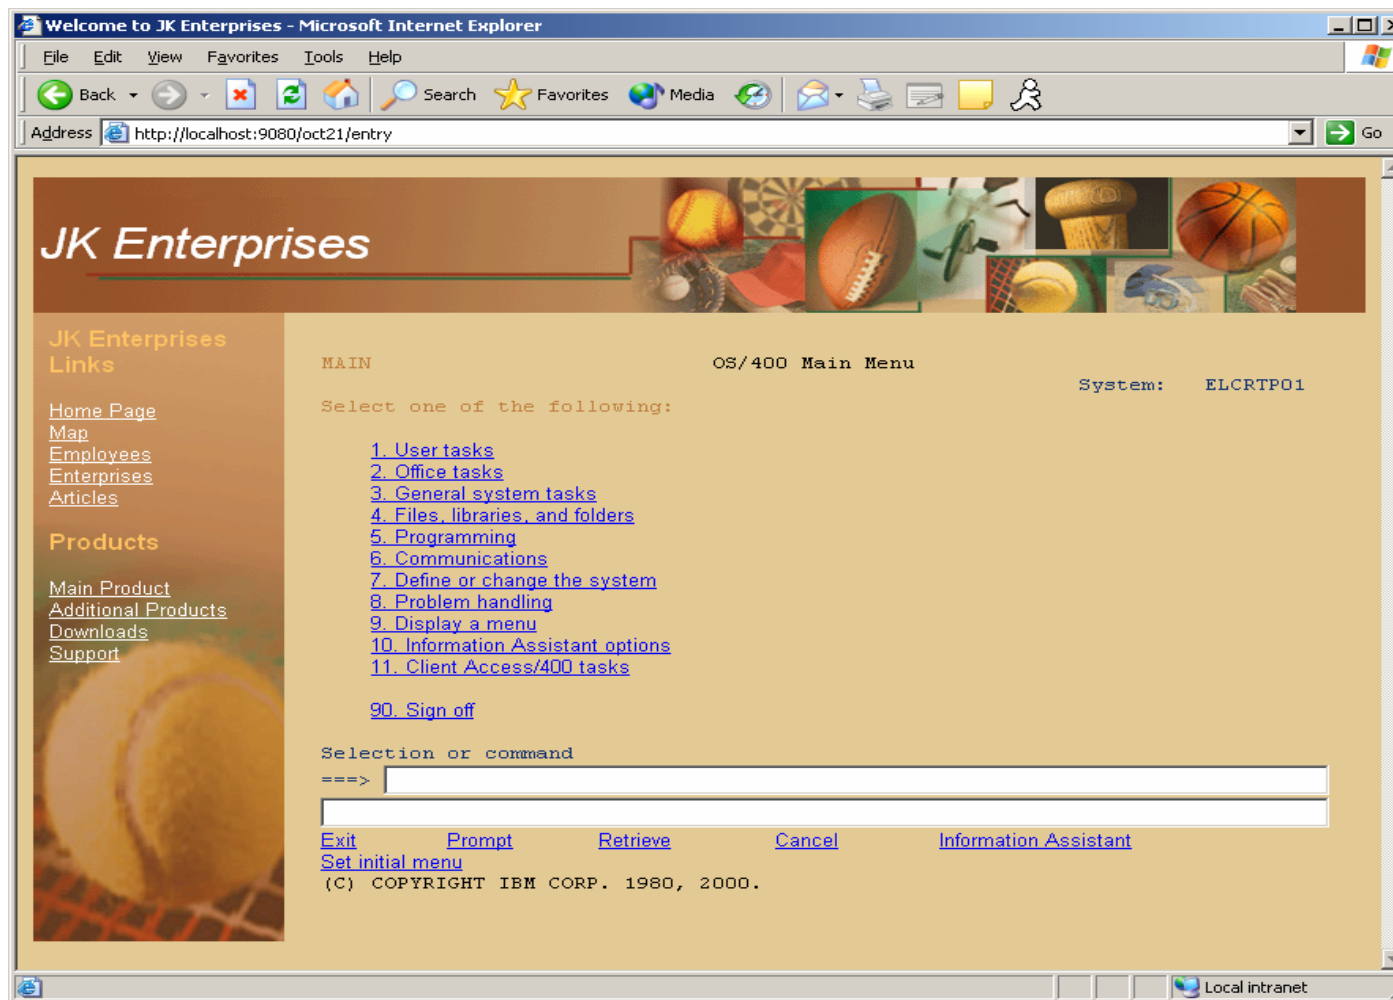 Welcome to JK Enterprises - Microsoft Internet Explorer
File Edit View Favorites Tools Help
Back Search Favorites Media
Address http://localhost:9080/oct21/entry Go
JK Enterprises
JK Enterprises
Links
Home Page
Map
Employees
Enterprises
Articles
Products
Main Product
Additional Products
Downloads
Support
MAIN OS/400 Main Menu
System: ELCRTP01
Select one of the following:
1. User tasks
2. Office tasks
3. General system tasks
4. Files, libraries, and folders
5. Programming
6. Communications
7. Define or change the system
8. Problem handling
9. Display a menu
10. Information Assistant options
11. Client Access/400 tasks
90. Sign off
Selection or command
===>
Exit Prompt Retrieve Cancel Information Assistant
Set initial menu
(C) COPYRIGHT IBM CORP. 1980, 2000.
Local intranet